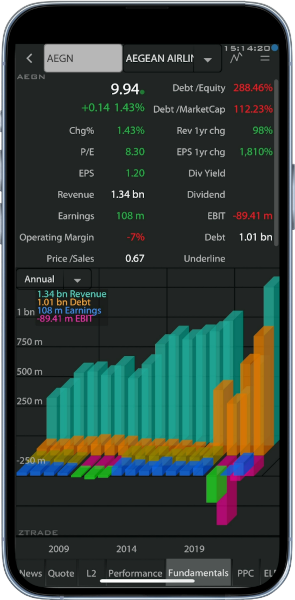 15:14:20
AEGN
AEGEAN AIRLIN
AEGN
9.94
+0.14 1.43%
Debt /Equity 288.46%
Debt /MarketCap 112.23%
Chg% 1.43% Rev 1yr chg 98%
P/E 8.30 EPS 1yr chg 1,810%
EPS 1.20 Div Yield
Revenue 1.34 bn Dividend
Earnings 108 m EBIT -89.41 m
Operating Margin -7% Debt 1.01 bn
Price /Sales 0.67 Underline
Annual
1.34 bn Revenue
1.01 bn Debt
108 m Earnings
-89.41 m EBIT
1 bn
750 m
500 m
250 m
-250 m
ZTRADE
2009 2014 2019
News Quote L2 Performance Fundamentals PPC